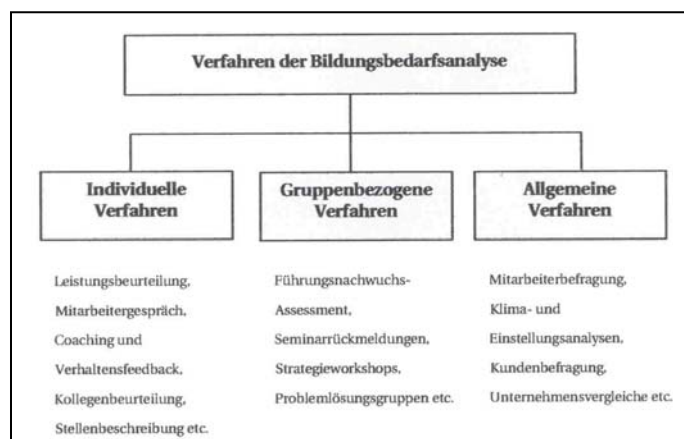 Verfahren der Bildungsbedarfsanalyse
Individuelle
Verfahren
Gruppenbezogene
Verfahren
Allgemeine
Verfahren
Leistungsbeurteilung,
Mitarbeitergespräch,
Coaching und
Verhaltensfeedback,
Kollegenbeurteilung,
Stellenbeschreibung etc.
Führungsnachwuchs-
Assessment,
Seminarrückmeldungen,
Strategieworkshops,
Problemlösungsgruppen etc.
Mitarbeiterbefragung,
Klima- und
Einstellungsanalysen,
Kundenbefragung,
Unternehmensvergleiche etc.